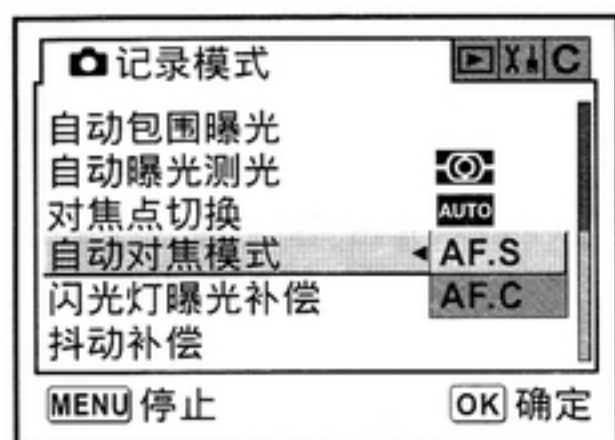 记录模式 C
自动包围曝光
自动曝光测光
对焦点切换 AUTO
自动对焦模式 AF.S
闪光灯曝光补偿 AF.C
抖动补偿
MENU 停止 OK 确定